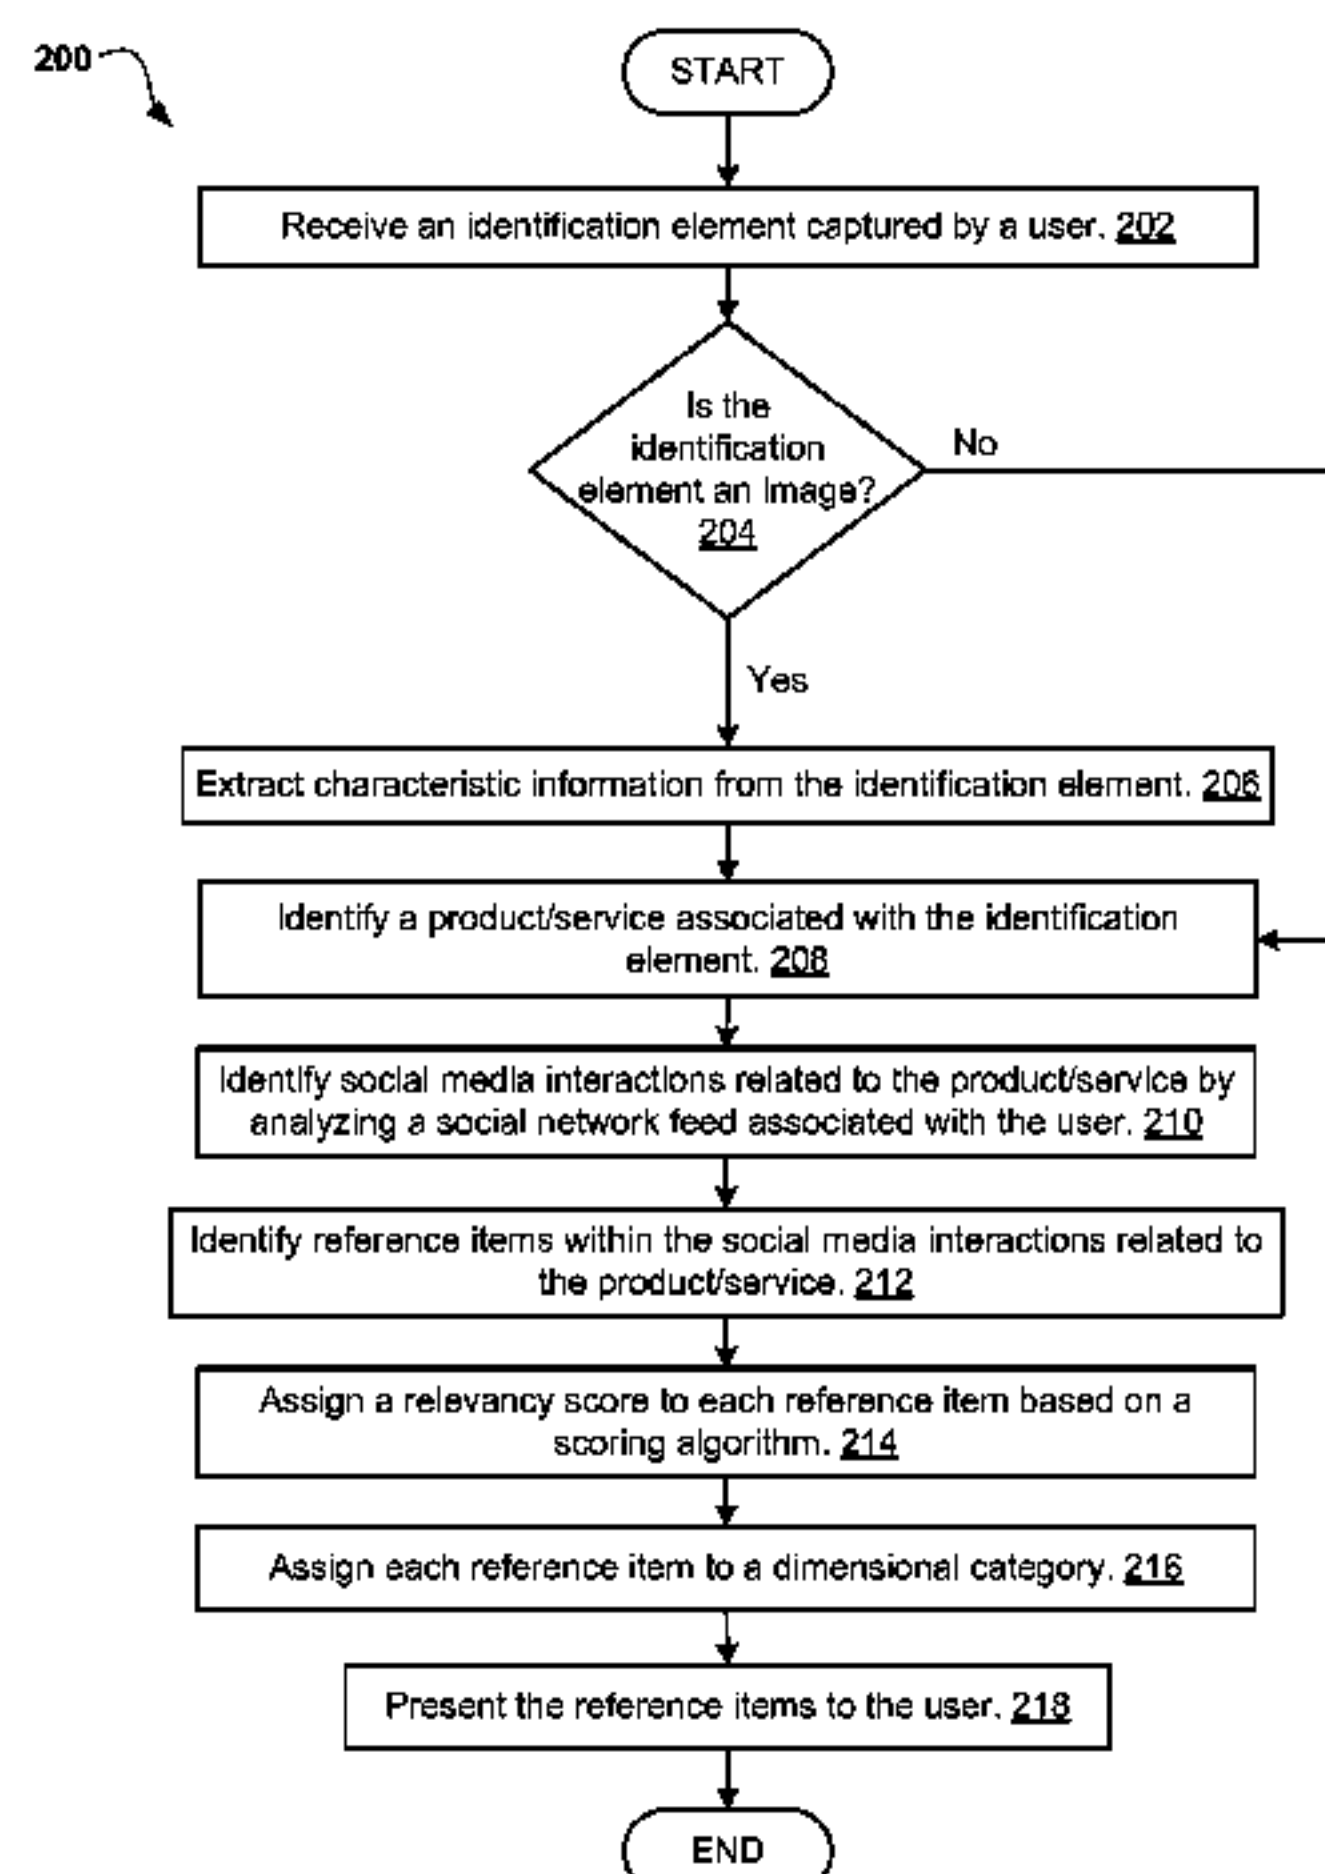 200
START
Receive an identification element captured by a user. 202
Is the
identification
element an image?
204
No
Yes
Extract characteristic information from the identification element. 206
Identify a product/service associated with the identification
element. 208
Identify social media interactions related to the product/service by
analyzing a social network feed associated with the user. 210
Identify reference items within the social media interactions related to
the product/service. 212
Assign a relevancy score to each reference item based on a
scoring algorithm. 214
Assign each reference item to a dimensional category. 216
Present the reference items to the user. 218
END